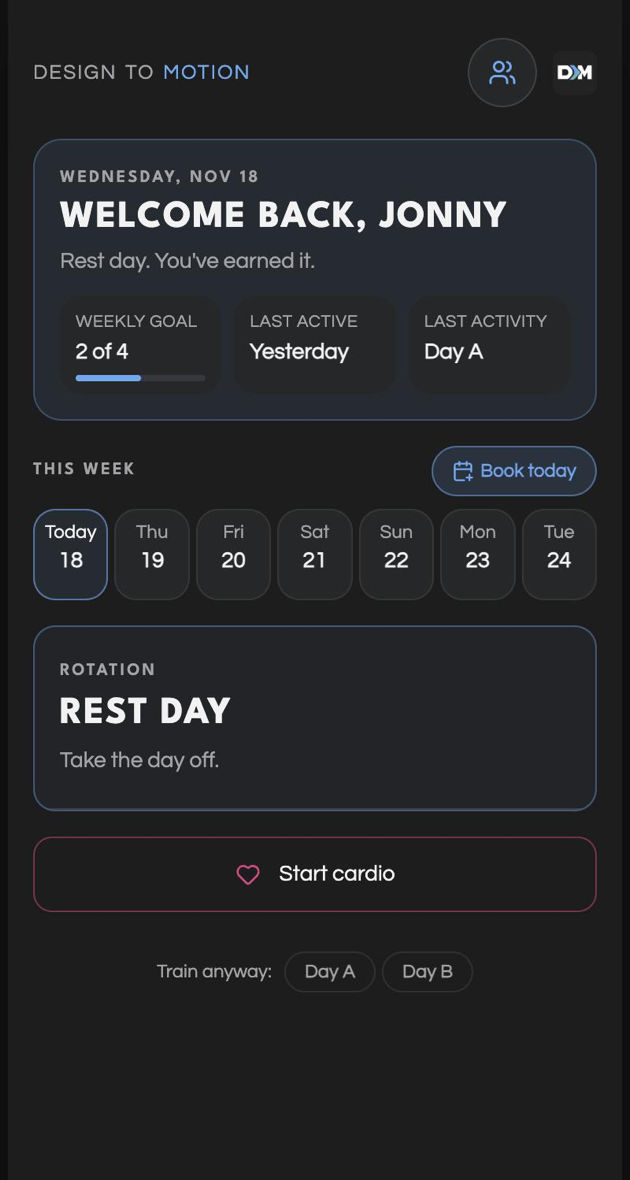 DESIGN TO MOTION
DXM
WEDNESDAY, NOV 18
WELCOME BACK, JONNY
Rest day. You've earned it.
WEEKLY GOAL
2 of 4
LAST ACTIVE
Yesterday
LAST ACTIVITY
Day A
THIS WEEK
Book today
Today
18
Thu
19
Fri
20
Sat
21
Sun
22
Mon
23
Tue
24
ROTATION
REST DAY
Take the day off.
Start cardio
Train anyway:
Day A
Day B